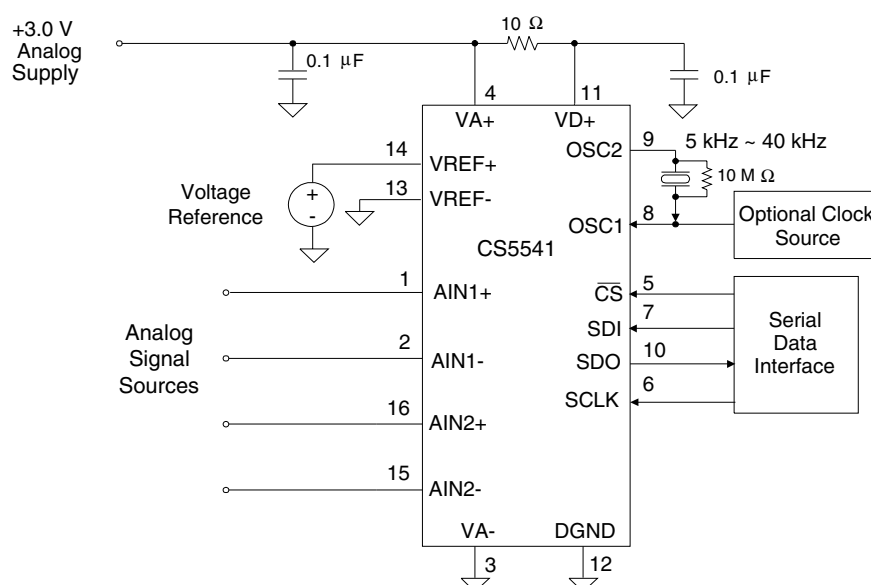 +3.0 V
Analog
Supply
10 Ω
0.1 µF
0.1 µF
4
11
VA+
VD+
9
5 kHz ~ 40 kHz
OSC2
10 M Ω
14
VREF+
13
VREF-
Voltage
Reference
+
-
8
OSC1
Optional Clock
Source
CS5541
1
AIN1+
5
CS
7
SDI
Serial
Data
Interface
Analog
Signal
Sources
2
AIN1-
SDO
10
6
SCLK
16
AIN2+
15
AIN2-
VA-
DGND
3
12